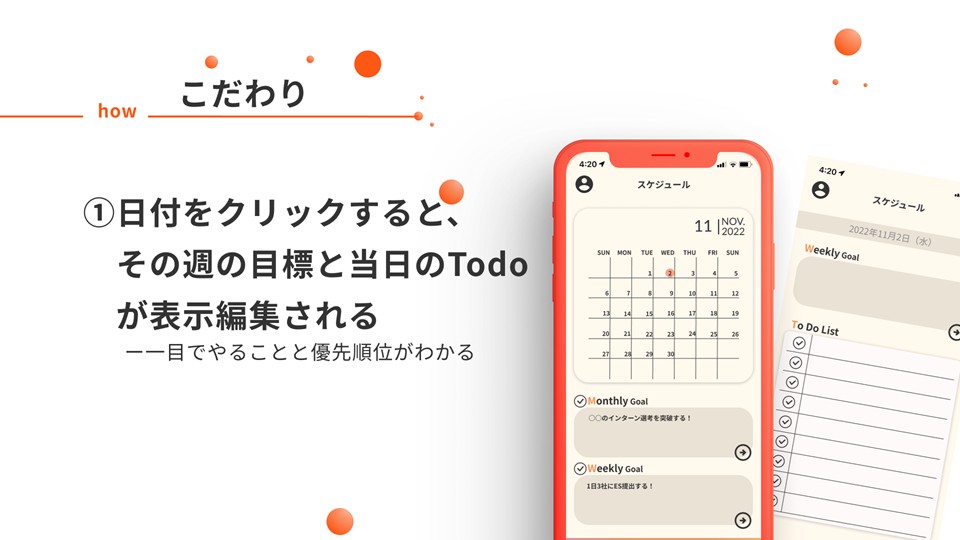 こだわり
how
①日付をクリックすると、
その週の目標と当日のTodo
が表示編集される
ー一目でやることと優先順位がわかる
4:20
スケジュール
11 NOV. 2022
SUN MON TUE WED THU FRI SUN
1 2 3 4 5
6 7 8 9 10 11 12
13 14 15 16 17 18 19
20 21 22 23 24 25 26
27 28 29 30
Monthly Goal
○○のインターン選考を突破する！
Weekly Goal
1日3社にES提出する！
4:20
スケジュール
2022年11月2日（水）
Weekly Goal
To Do List